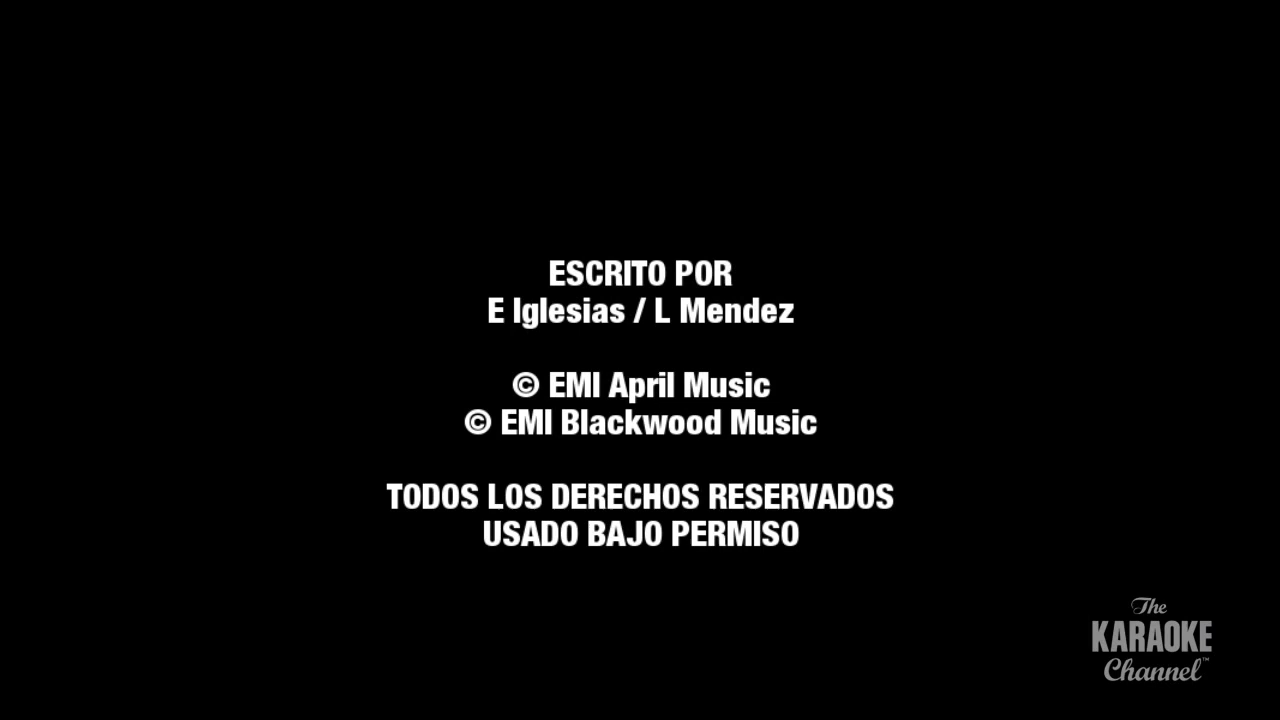 ESCRITO POR
E Iglesias / L Mendez
© EMI April Music
© EMI Blackwood Music
TODOS LOS DERECHOS RESERVADOS
USADO BAJO PERMISO
The
KARAOKE
Channel™